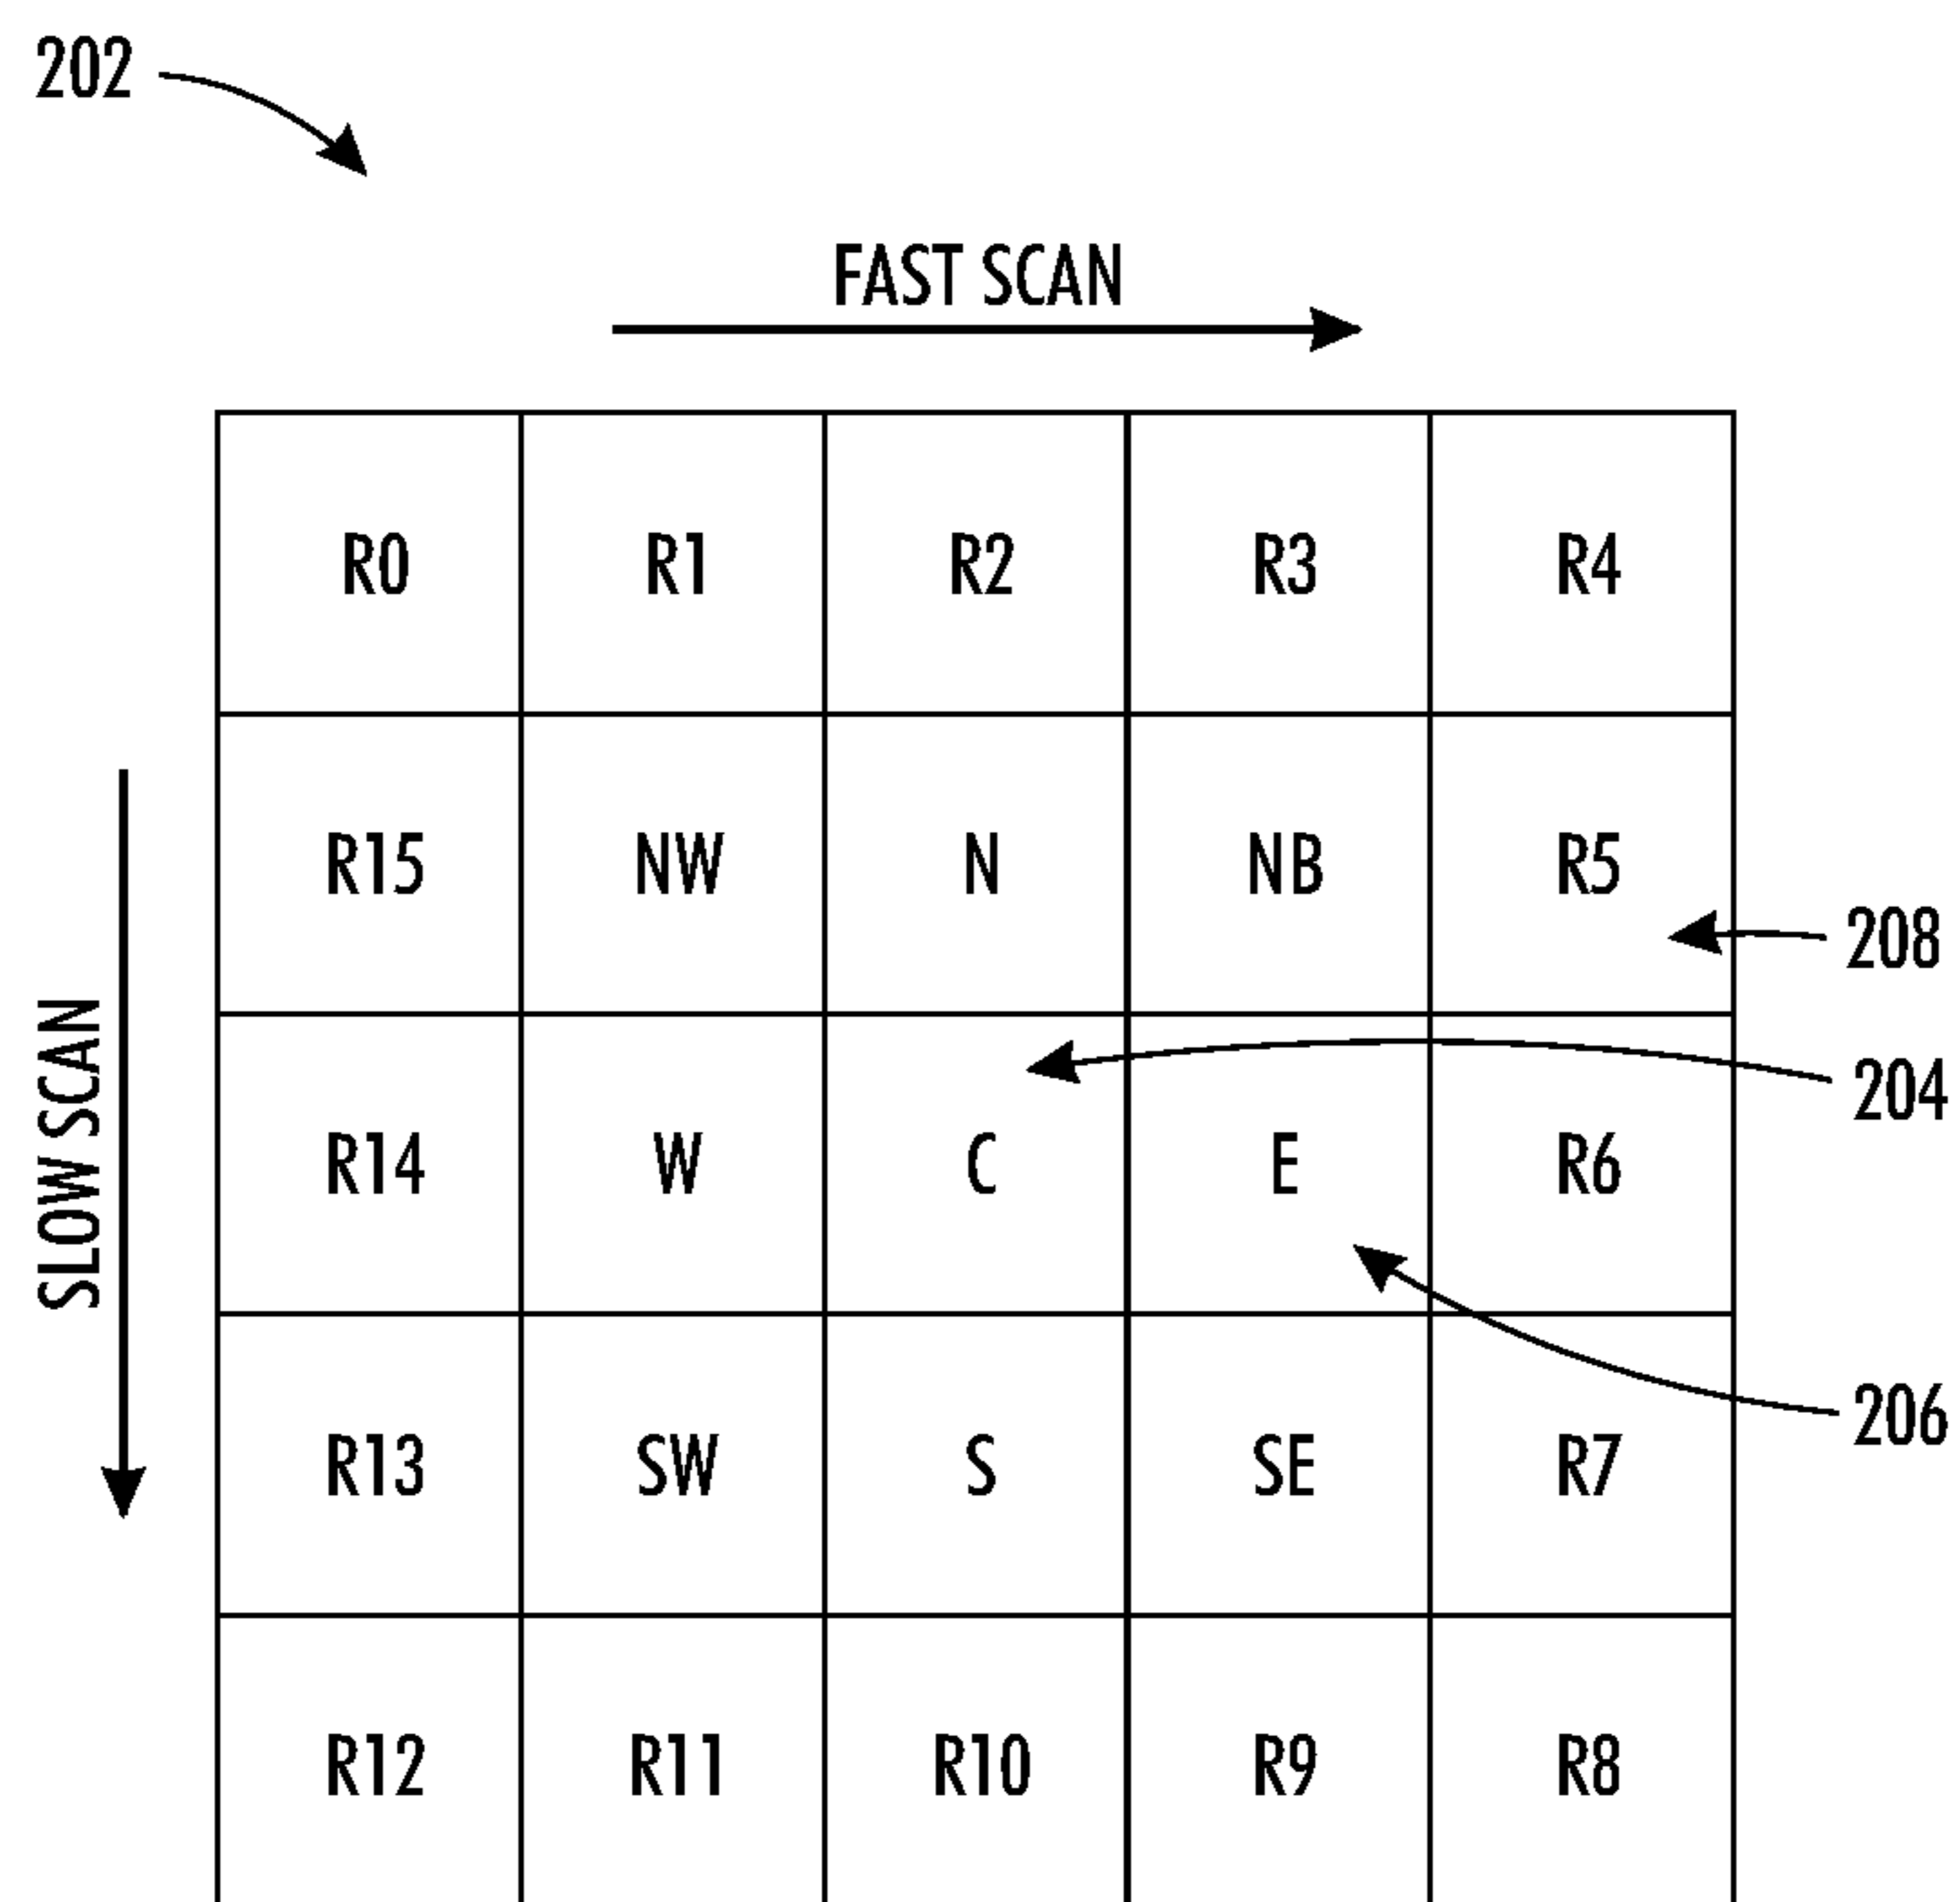 202
FAST SCAN
R0 R1 R2 R3 R4
R15 NW N NB R5
208
SLOW SCAN
204
R14 W C E R6
206
R13 SW S SE R7
R12 R11 R10 R9 R8